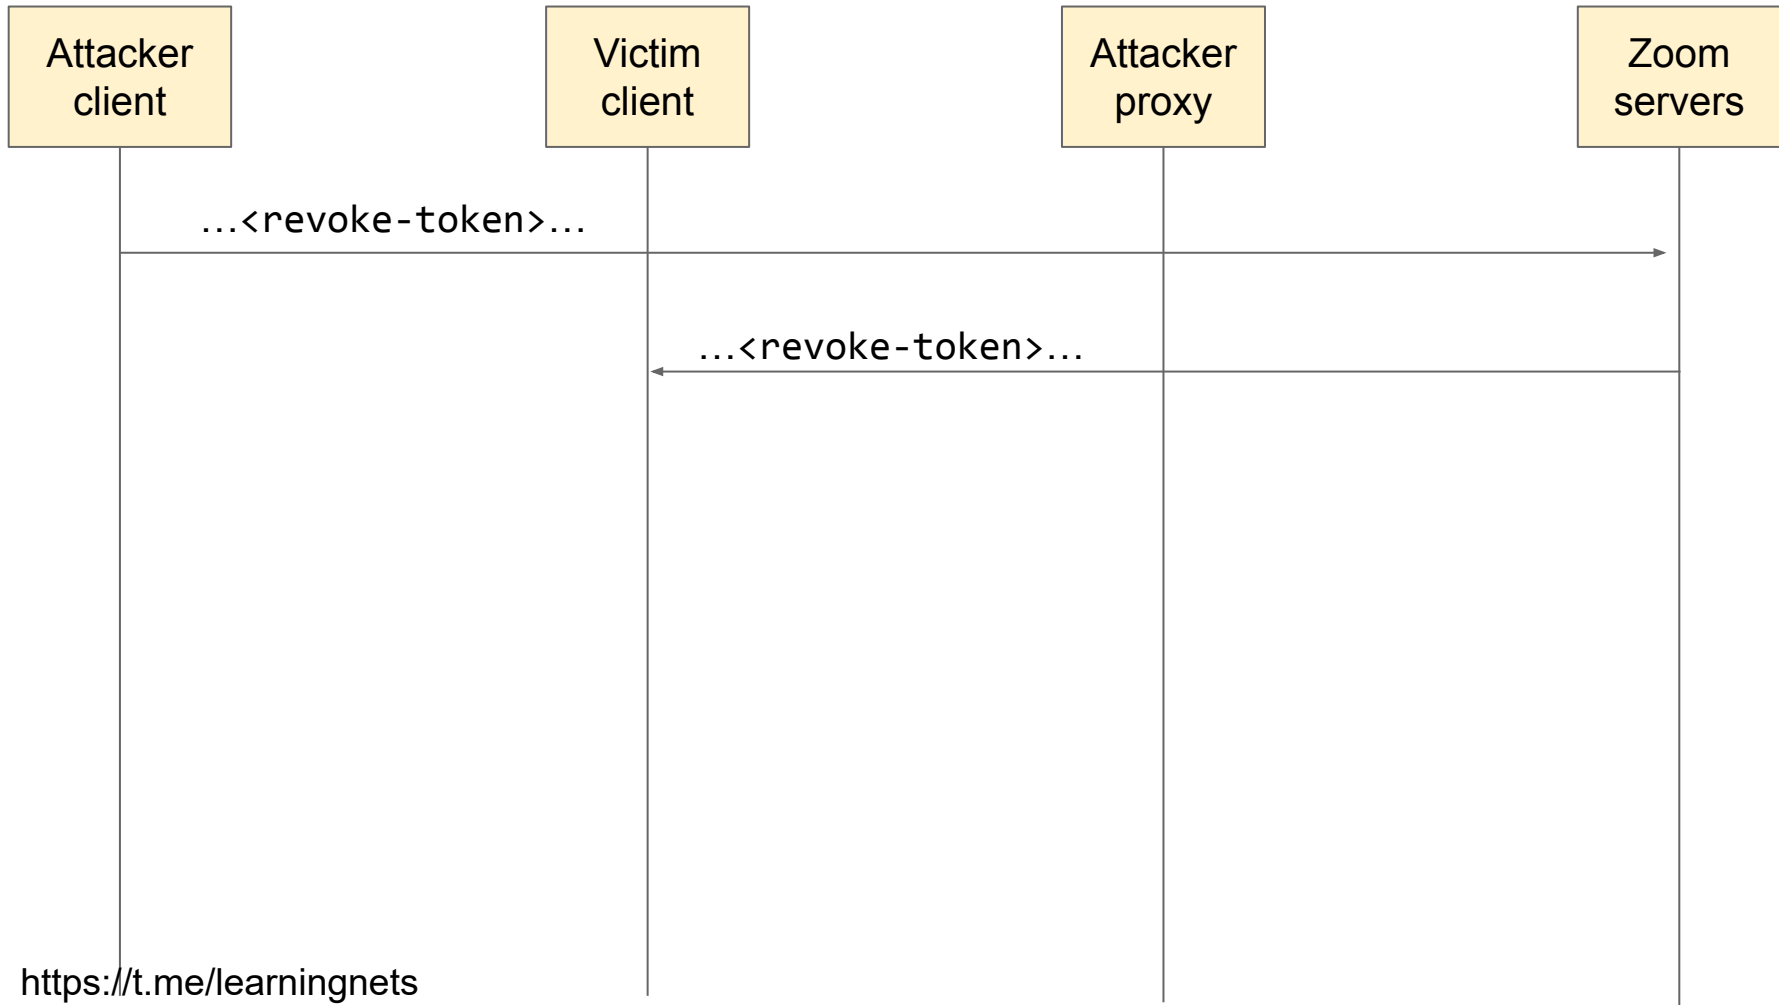 Attacker
client
Victim
client
Attacker
proxy
Zoom
servers
…<revoke-token>…
…<revoke-token>…
https://t.me/learningnets